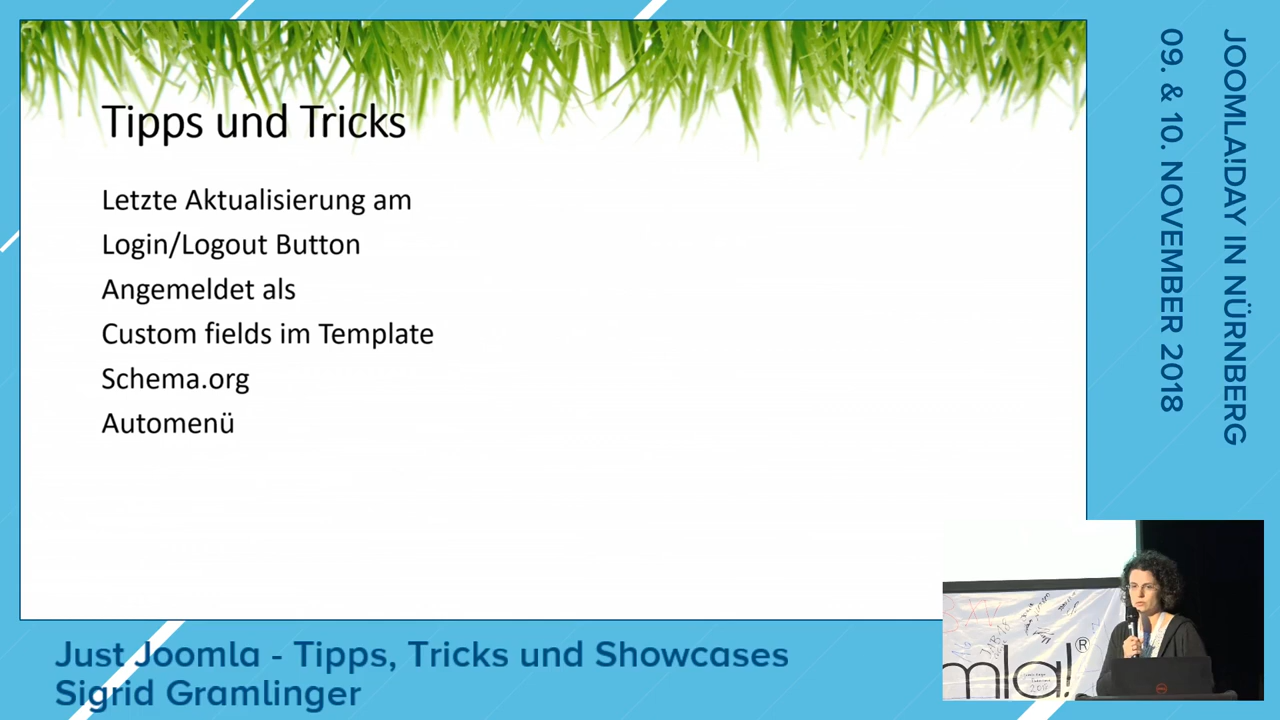 Tipps und Tricks
Letzte Aktualisierung am
Login/Logout Button
Angemeldet als
Custom fields im Template
Schema.org
Automenü
JOOMLA!DAY IN NÜRNBERG
09. & 10. NOVEMBER 2018
mla!®
Just Joomla - Tipps, Tricks und Showcases
Sigrid Gramlinger